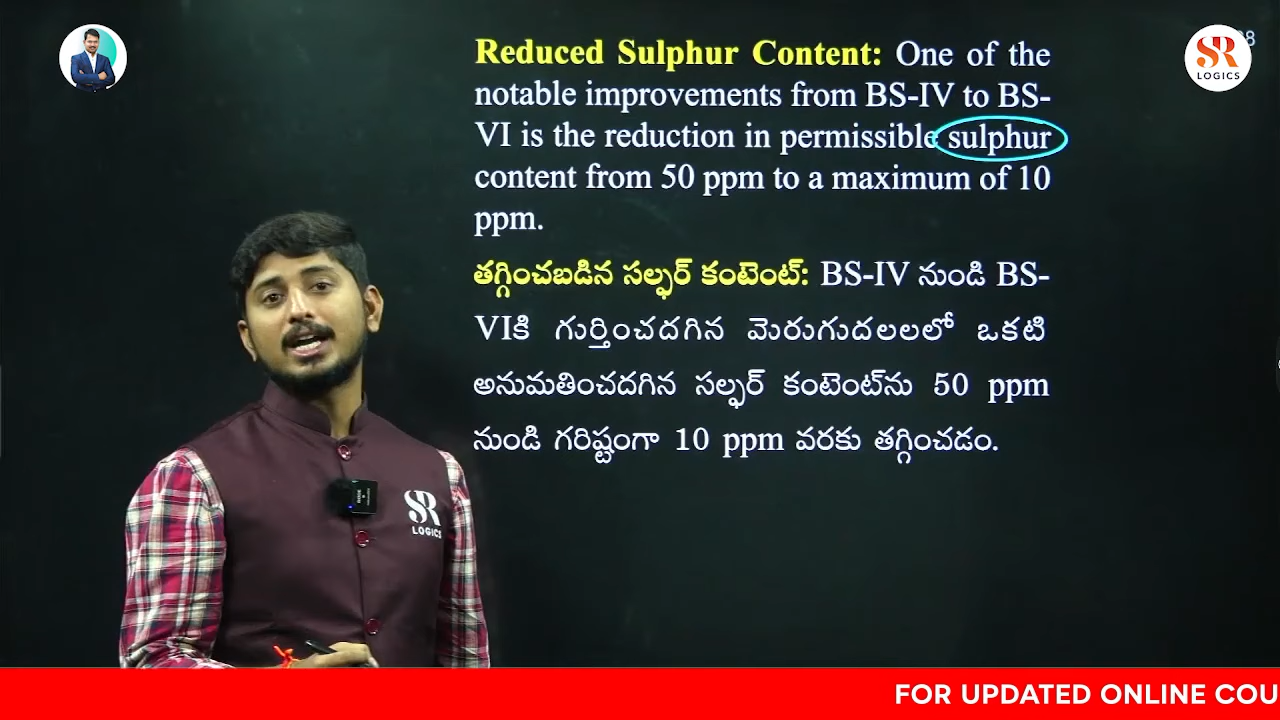 Reduced Sulphur Content: One of the
notable improvements from BS-IV to BS-
VI is the reduction in permissible sulphur
content from 50 ppm to a maximum of 10
ppm.
తగ్గించబడిన సల్ఫర్ కంటెంట్: BS-IV నుండి BS-
VIకి గుర్తించదగిన మెరుగుదలలలో ఒకటి
అనుమతించదగిన సల్ఫర్ కంటెంట్‌ను 50 ppm
నుండి గరిష్టంగా 10 ppm వరకు తగ్గించడం.
SR
LOGICS
SR
LOGICS
FOR UPDATED ONLINE COU